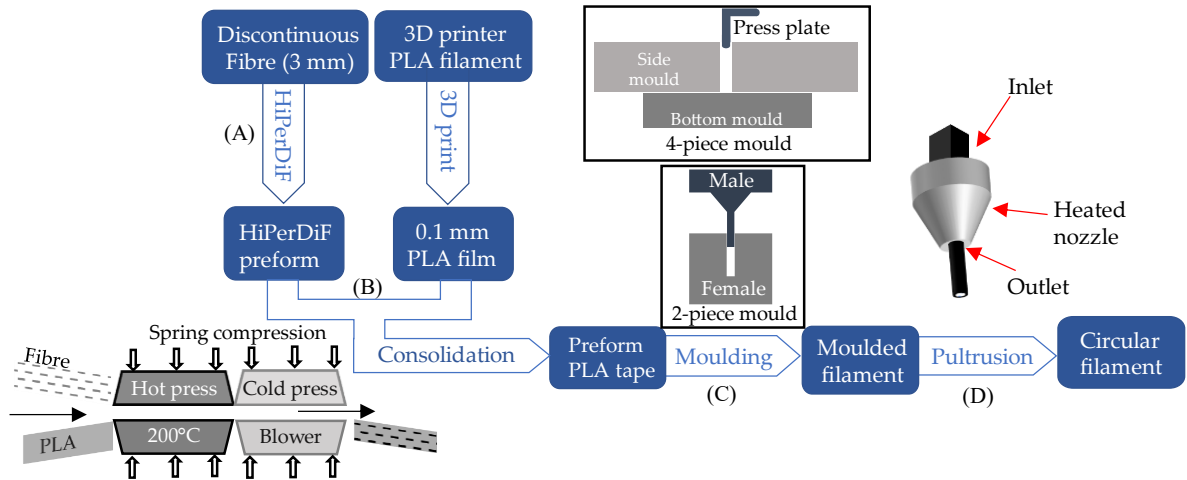 Discontinuous
Fibre (3 mm)
3D printer
PLA filament
(A)
HiPerDiF
3D print
HiPerDiF
preform
0.1 mm
PLA film
(B)
Press plate
Side
mould
Bottom mould
4-piece mould
Male
Female
2-piece mould
Inlet
Heated
nozzle
Outlet
Spring compression
Fibre
Hot press
Cold press
PLA
200°C
Blower
Consolidation
Preform
PLA tape
Moulding
(C)
Moulded
filament
Pultrusion
(D)
Circular
filament